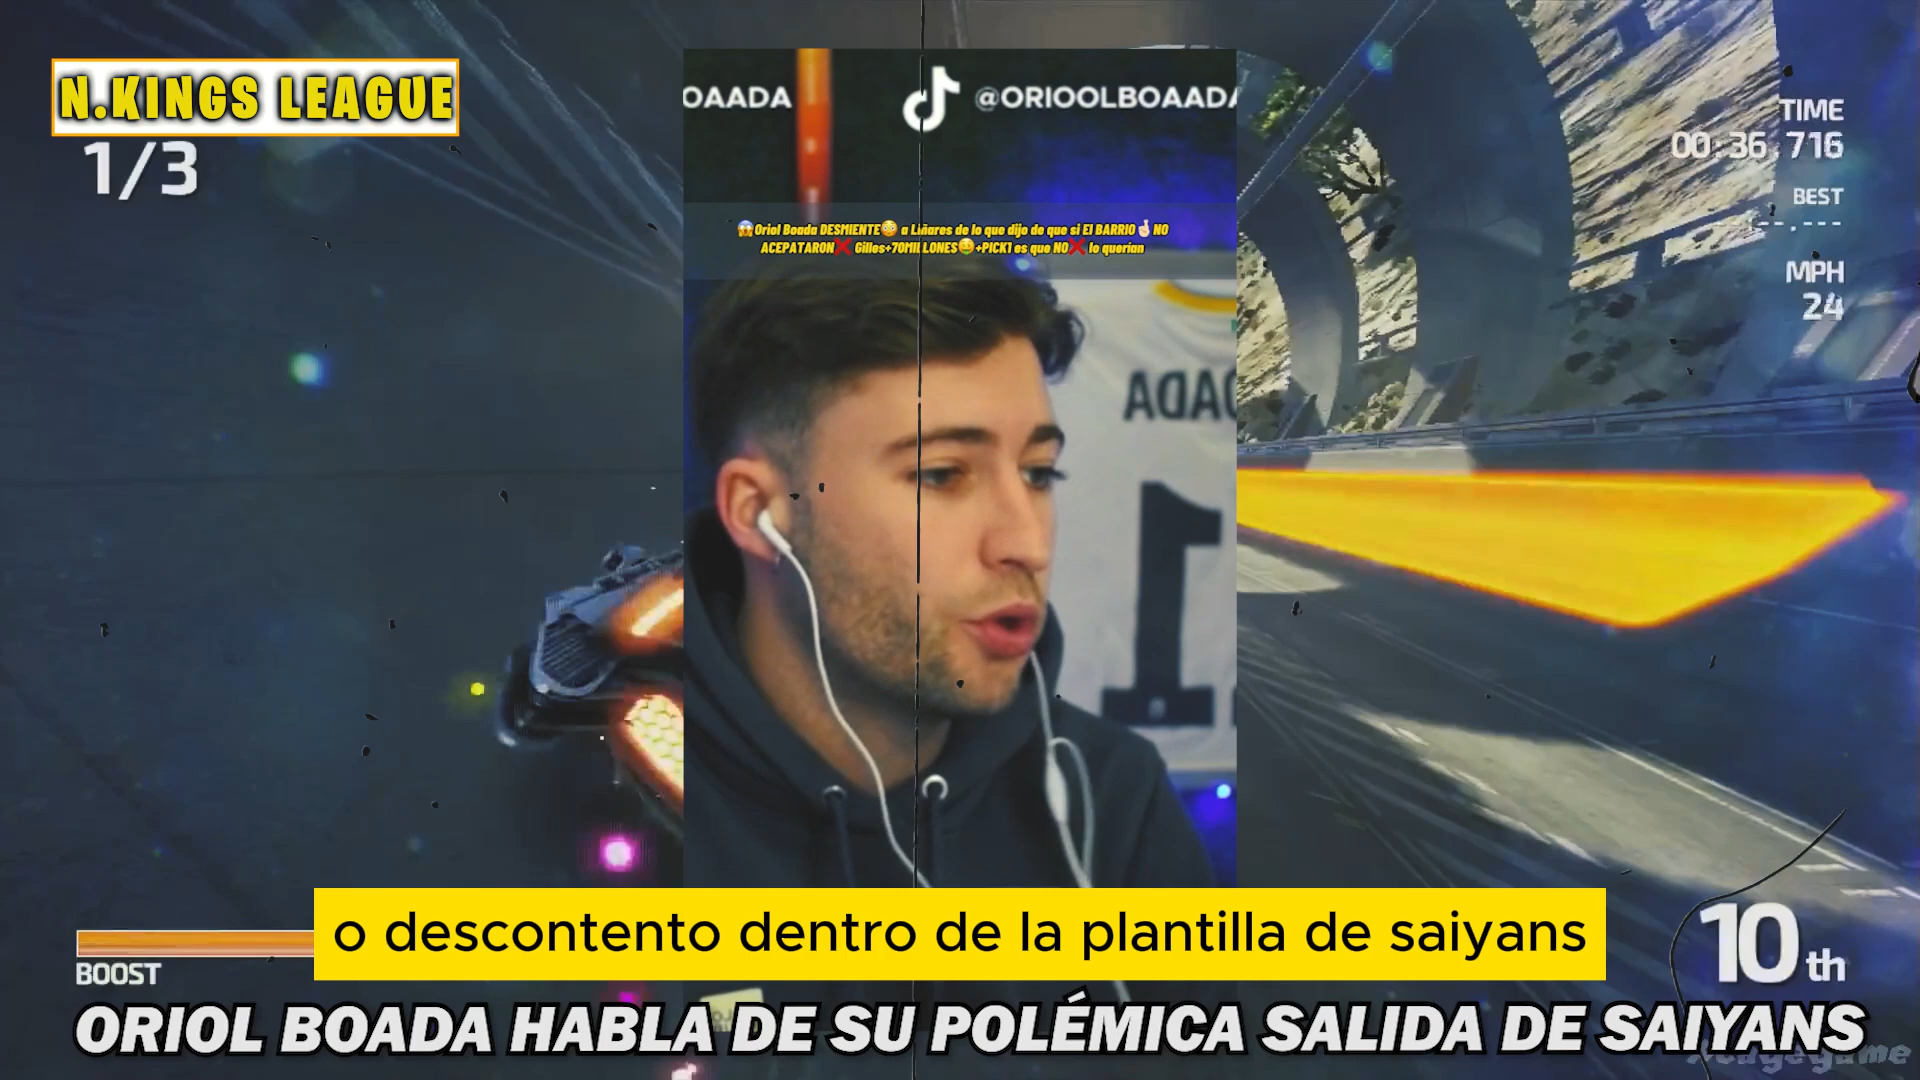 N.KINGS LEAGUE
1/3
OAADA
@ORIOOLBOAADA
TIME
00:36.716
BEST
--.---
MPH
24
😱Oriol Boada DESMIENTE😳 a Liñares de lo que dijo de que si El BARRIO☝🏻NO
ACEPATARON❌ Gilles+70MILLONES🤑+PICK1 es que NO❌ lo querían
OADA
1
o descontento dentro de la plantilla de saiyans
BOOST
10th
ORIOL BOADA HABLA DE SU POLÉMICA SALIDA DE SAIYANS